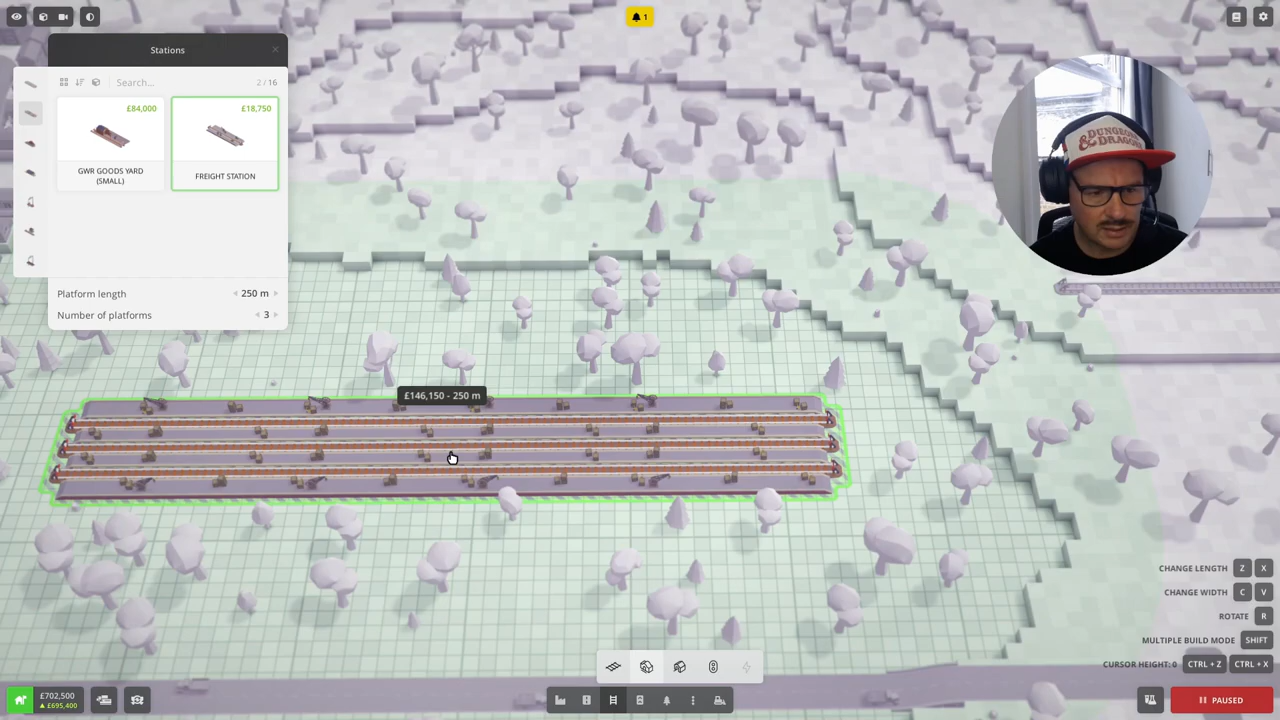 1
Stations
Search...
2 / 16
£84,000
£18,750
GWR GOODS YARD
(SMALL)
FREIGHT STATION
Platform length
250 m
Number of platforms
3
DUNGEONS
& DRAGONS
£146,150 - 250 m
CHANGE LENGTH Z X
CHANGE WIDTH C V
ROTATE R
MULTIPLE BUILD MODE SHIFT
CURSOR HEIGHT: 0 CTRL + Z CTRL + X
£702,500
▲ £695,400
PAUSED